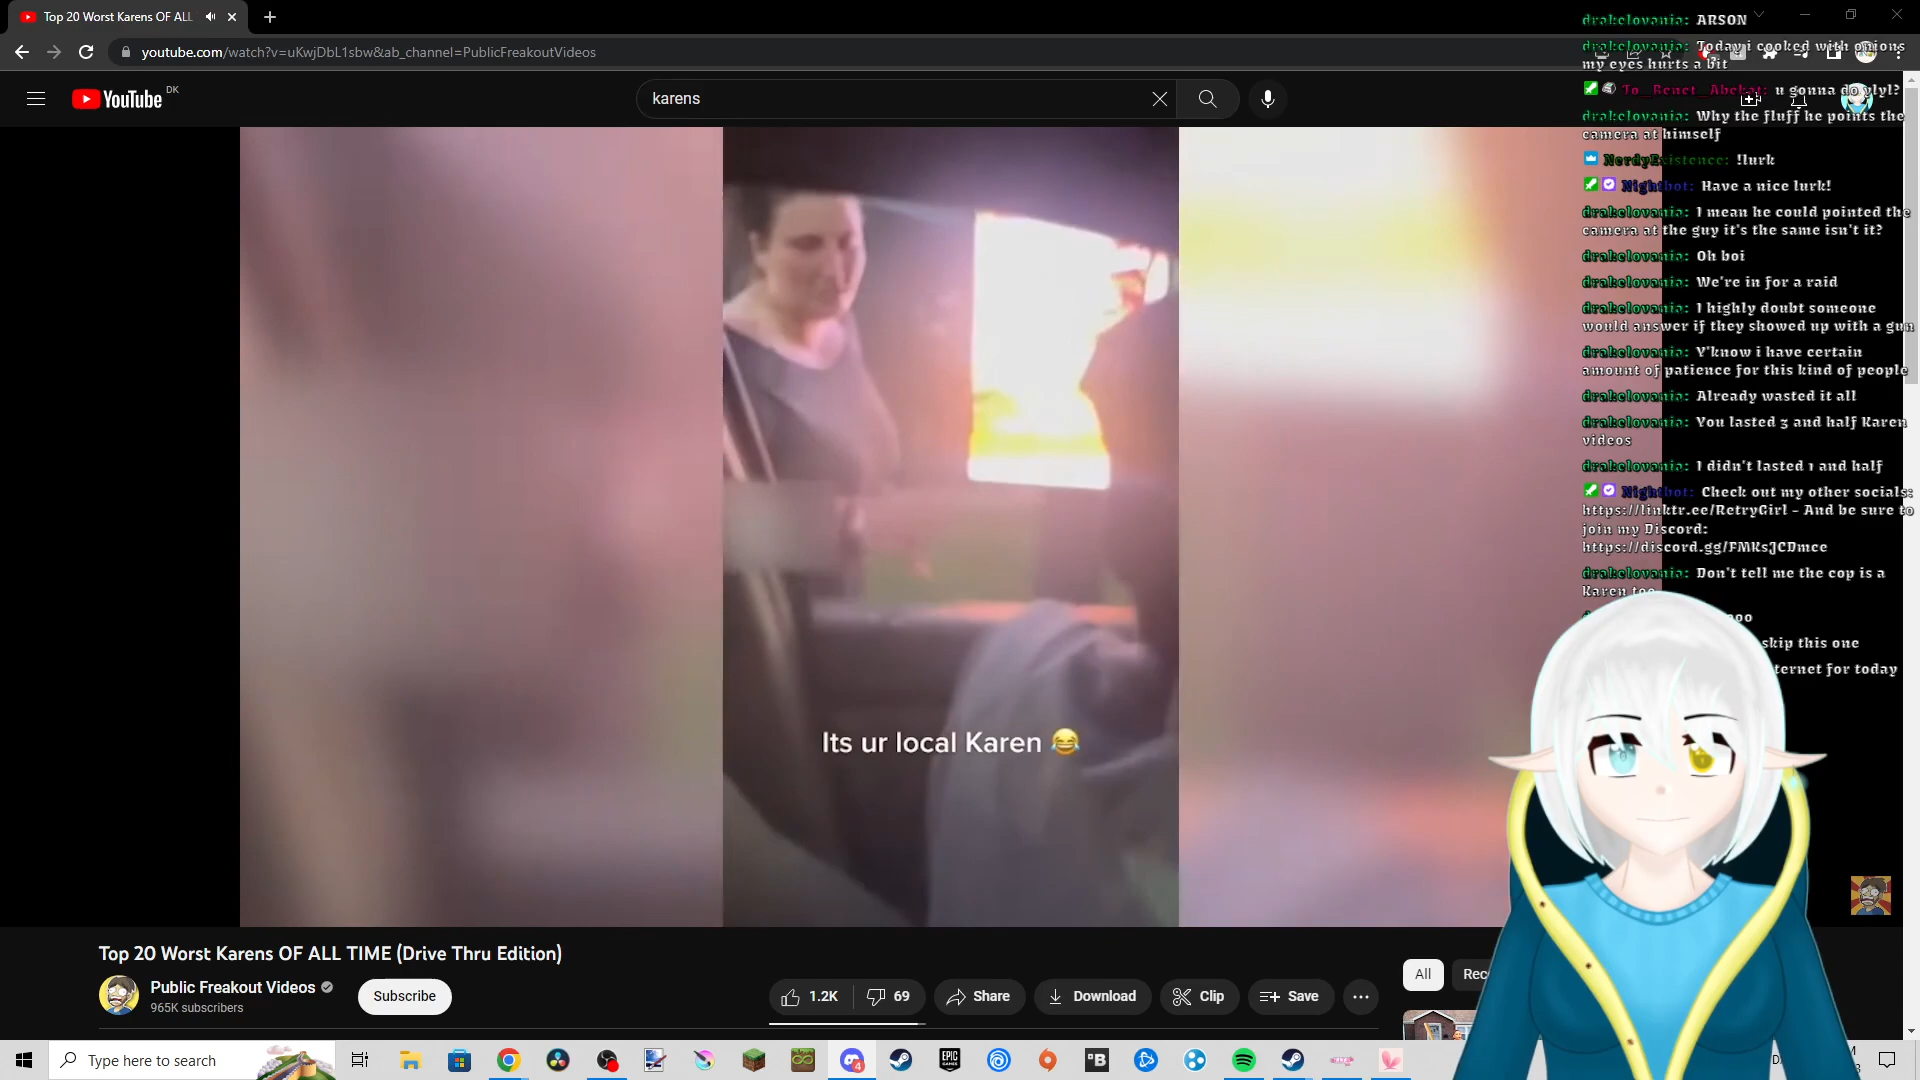 Top 20 Worst Karens OF ALL
youtube.com/watch?v=uKwjDbL1sbw&ab_channel=PublicFreakoutVideos
YouTube DK
karens
drakelovania: ARSON
drakelovania: Today i cooked with onions
my eyes hurts a bit
u gonna do ylyl?
drakelovania: Why the fluff he points the
camera at himself
NerdyExistence: !lurk
Nightbot: Have a nice lurk!
drakelovania: I mean he could pointed the
camera at the guy it's the same isn't it?
drakelovania: Oh boi
drakelovania: We're in for a raid
drakelovania: I highly doubt someone
would answer if they showed up with a gun
drakelovania: Y'know i have certain
amount of patience for this kind of people
drakelovania: Already wasted it all
drakelovania: You lasted 3 and half Karen
videos
drakelovania: I didn't lasted 1 and half
Nightbot: Check out my other socials:
https://linktr.ee/RetryGirl - And be sure to
join my Discord:
https://discord.gg/FMKsJCDmce
drakelovania: Don't tell me the cop is a
Karen too
skip this one
for today
Its ur local Karen 😂
Top 20 Worst Karens OF ALL TIME (Drive Thru Edition)
Public Freakout Videos
965K subscribers
Subscribe
1.2K
69
Share
Download
Clip
Save
All
Type here to search
EPIC GAMES
4